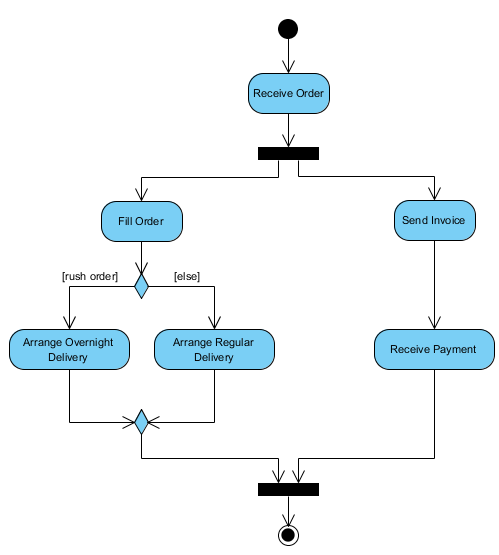 Receive Order
Fill Order
Send Invoice
[rush order]
[else]
Arrange Overnight
Delivery
Arrange Regular
Delivery
Receive Payment